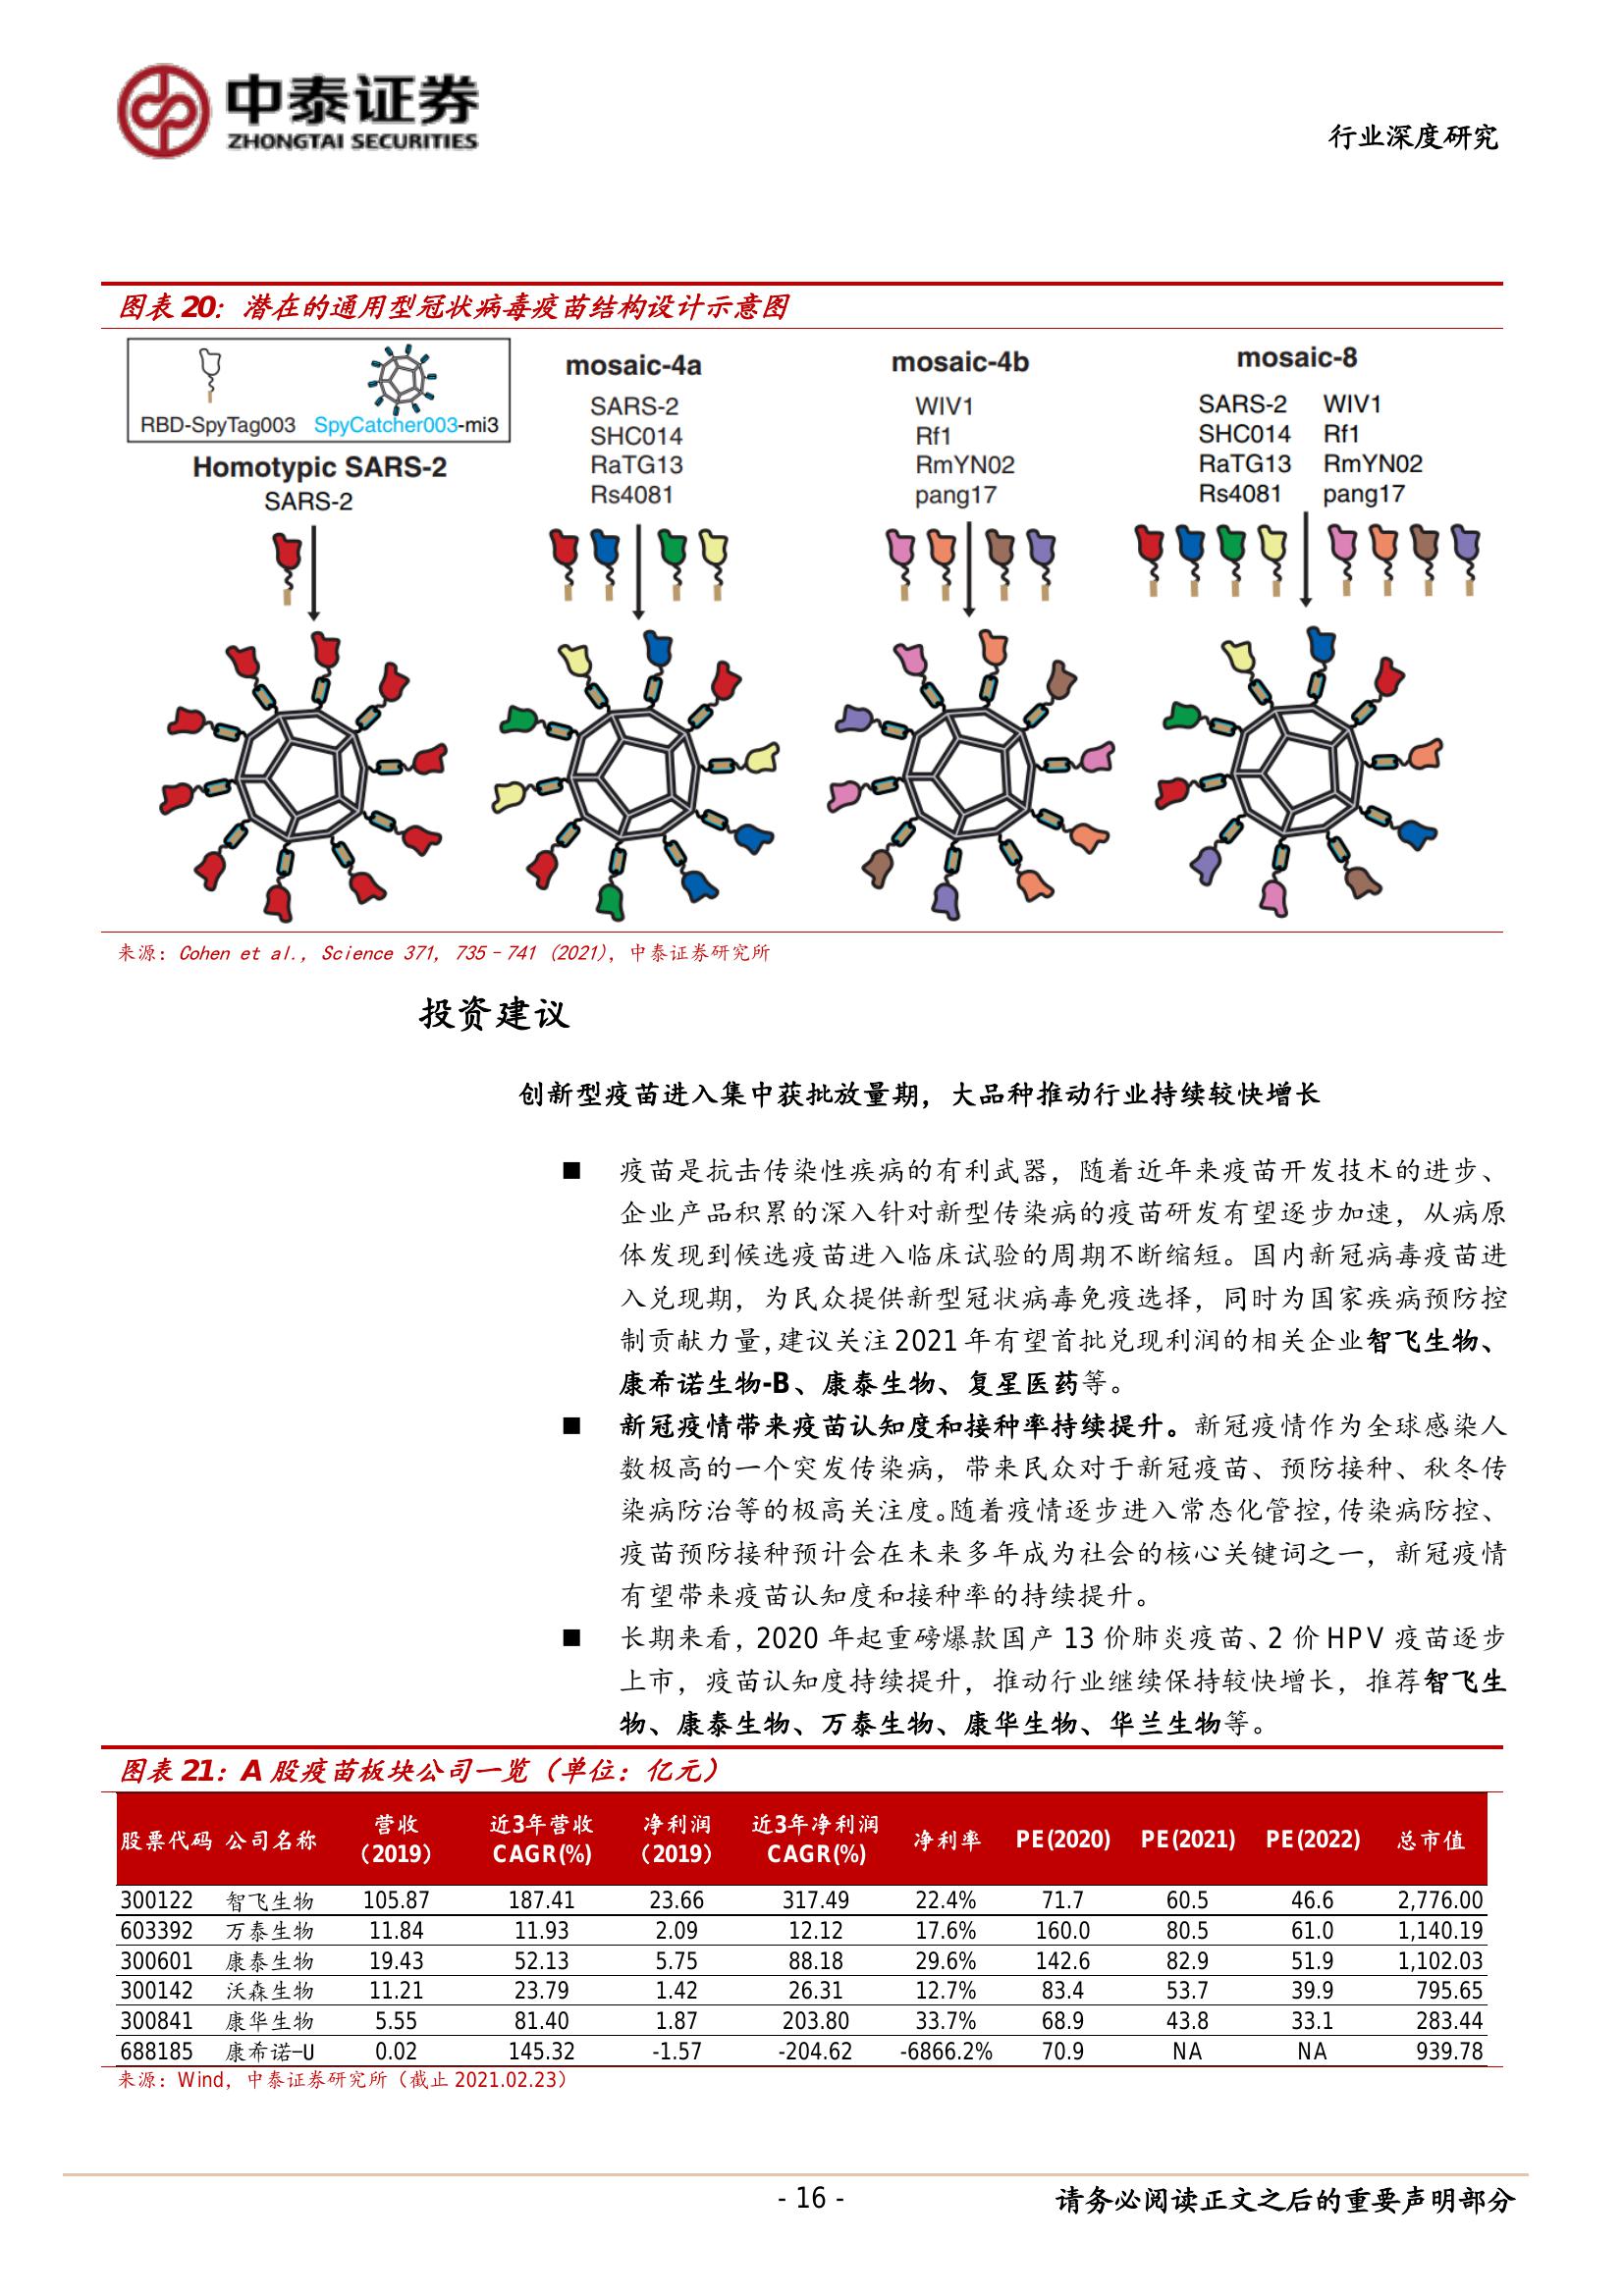 中泰证券
ZHONGTAI SECURITIES
行业深度研究
图表 20：潜在的通用型冠状病毒疫苗结构设计示意图
RBD-SpyTag003 SpyCatcher003-mi3
Homotypic SARS-2
SARS-2
mosaic-4a
SARS-2
SHC014
RaTG13
Rs4081
mosaic-4b
WIV1
Rf1
RmYN02
pang17
mosaic-8
SARS-2 WIV1
SHC014 Rf1
RaTG13 RmYN02
Rs4081 pang17
来源：Cohen et al., Science 371, 735–741 (2021)，中泰证券研究所
投资建议
创新型疫苗进入集中获批放量期，大品种推动行业持续较快增长
■ 疫苗是抗击传染性疾病的有利武器，随着近年来疫苗开发技术的进步、
企业产品积累的深入针对新型传染病的疫苗研发有望逐步加速，从病原
体发现到候选疫苗进入临床试验的周期不断缩短。国内新冠病毒疫苗进
入兑现期，为民众提供新型冠状病毒免疫选择，同时为国家疾病预防控
制贡献力量，建议关注 2021 年有望首批兑现利润的相关企业智飞生物、
康希诺生物-B、康泰生物、复星医药等。
■ 新冠疫情带来疫苗认知度和接种率持续提升。新冠疫情作为全球感染人
数极高的一个突发传染病，带来民众对于新冠疫苗、预防接种、秋冬传
染病防治等的极高关注度。随着疫情逐步进入常态化管控，传染病防控、
疫苗预防接种预计会在未来多年成为社会的核心关键词之一，新冠疫情
有望带来疫苗认知度和接种率的持续提升。
■ 长期来看，2020 年起重磅爆款国产 13 价肺炎疫苗、2 价 HPV 疫苗逐步
上市，疫苗认知度持续提升，推动行业继续保持较快增长，推荐智飞生
物、康泰生物、万泰生物、康华生物、华兰生物等。
图表 21：A 股疫苗板块公司一览（单位：亿元）
股票代码 公司名称 营收（2019） 近3年营收CAGR(%) 净利润（2019） 近3年净利润CAGR(%) 净利率 PE(2020) PE(2021) PE(2022) 总市值
300122 智飞生物 105.87 187.41 23.66 317.49 22.4% 71.7 60.5 46.6 2,776.00
603392 万泰生物 11.84 11.93 2.09 12.12 17.6% 160.0 80.5 61.0 1,140.19
300601 康泰生物 19.43 52.13 5.75 88.18 29.6% 142.6 82.9 51.9 1,102.03
300142 沃森生物 11.21 23.79 1.42 26.31 12.7% 83.4 53.7 39.9 795.65
300841 康华生物 5.55 81.40 1.87 203.80 33.7% 68.9 43.8 33.1 283.44
688185 康希诺-U 0.02 145.32 -1.57 -204.62 -6866.2% 70.9 NA NA 939.78
来源：Wind，中泰证券研究所（截止 2021.02.23）
- 16 -
请务必阅读正文之后的重要声明部分